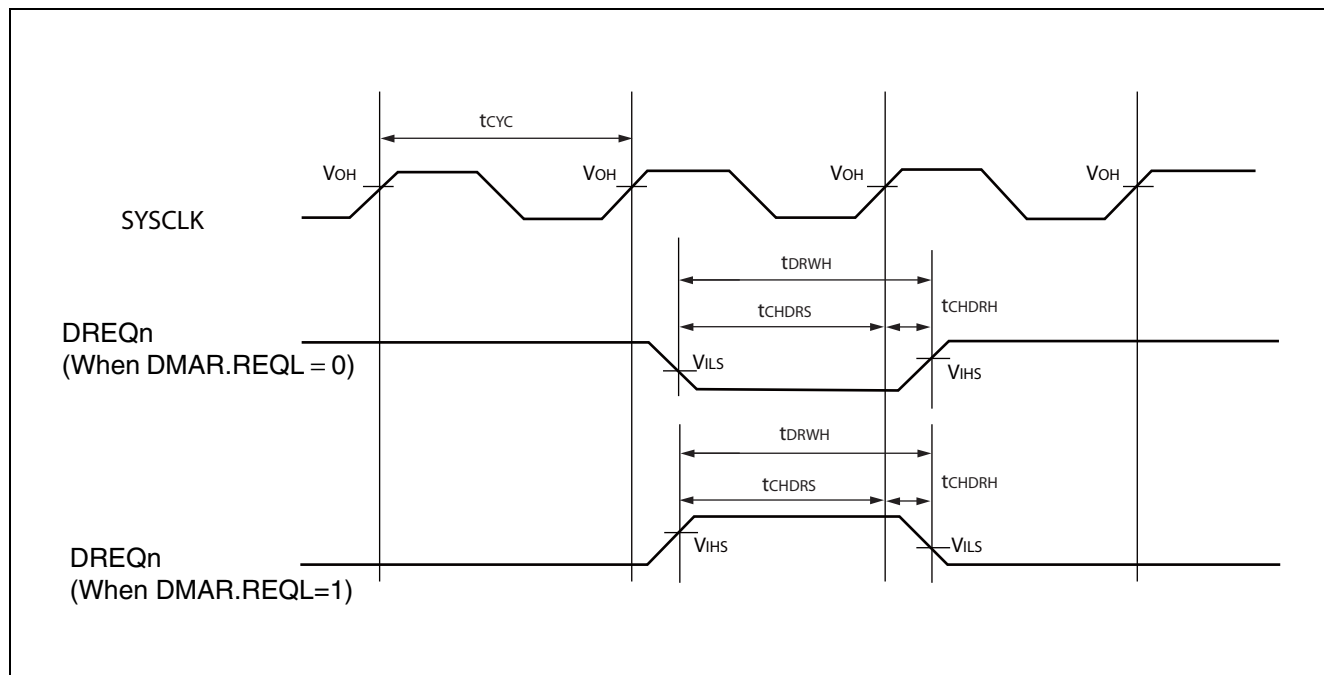 tCYC
VOH VOH VOH VOH
SYSCLK
tDRWH
tCHDRS tCHDRH
DREQn
(When DMAR.REQL = 0)
VILS VIHS
tDRWH
tCHDRS tCHDRH
VIHS VILS
DREQn
(When DMAR.REQL=1)